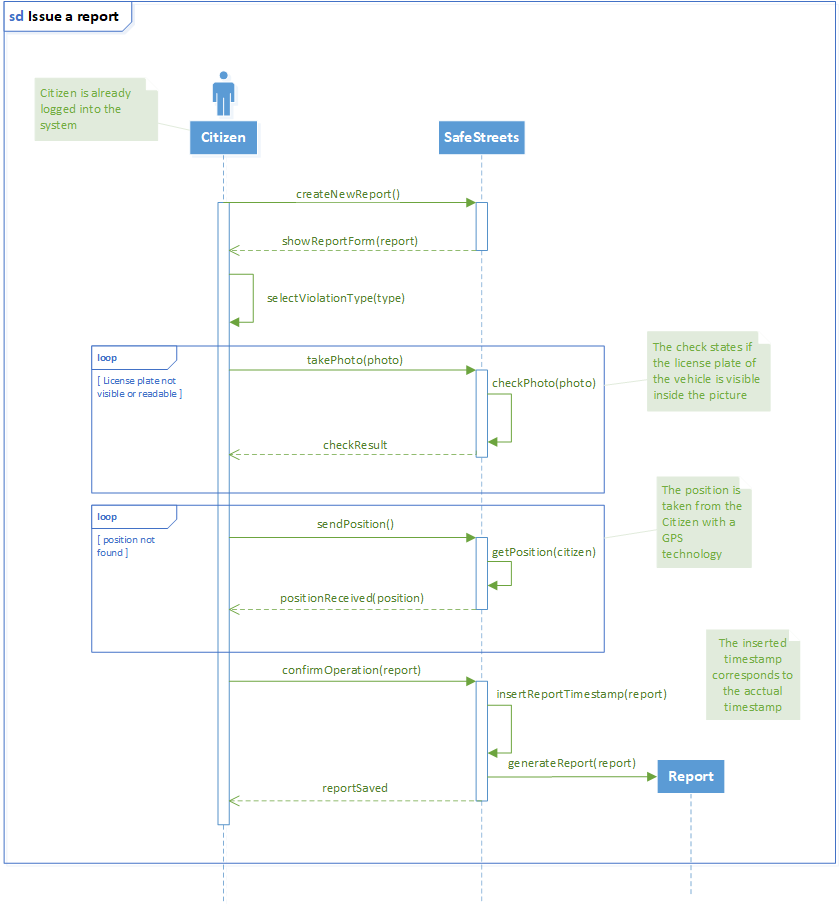 sd Issue a report
Citizen is already
logged into the
system
Citizen
SafeStreets
createNewReport()
showReportForm(report)
selectViolationType(type)
loop
[ License plate not
visible or readable ]
takePhoto(photo)
checkPhoto(photo)
checkResult
The check states if
the license plate of
the vehicle is visible
inside the picture
loop
[ position not
found ]
sendPosition()
getPosition(citizen)
positionReceived(position)
The position is
taken from the
Citizen with a
GPS
technology
confirmOperation(report)
insertReportTimestamp(report)
The inserted
timestamp
corresponds to
the acctual
timestamp
generateReport(report)
Report
reportSaved